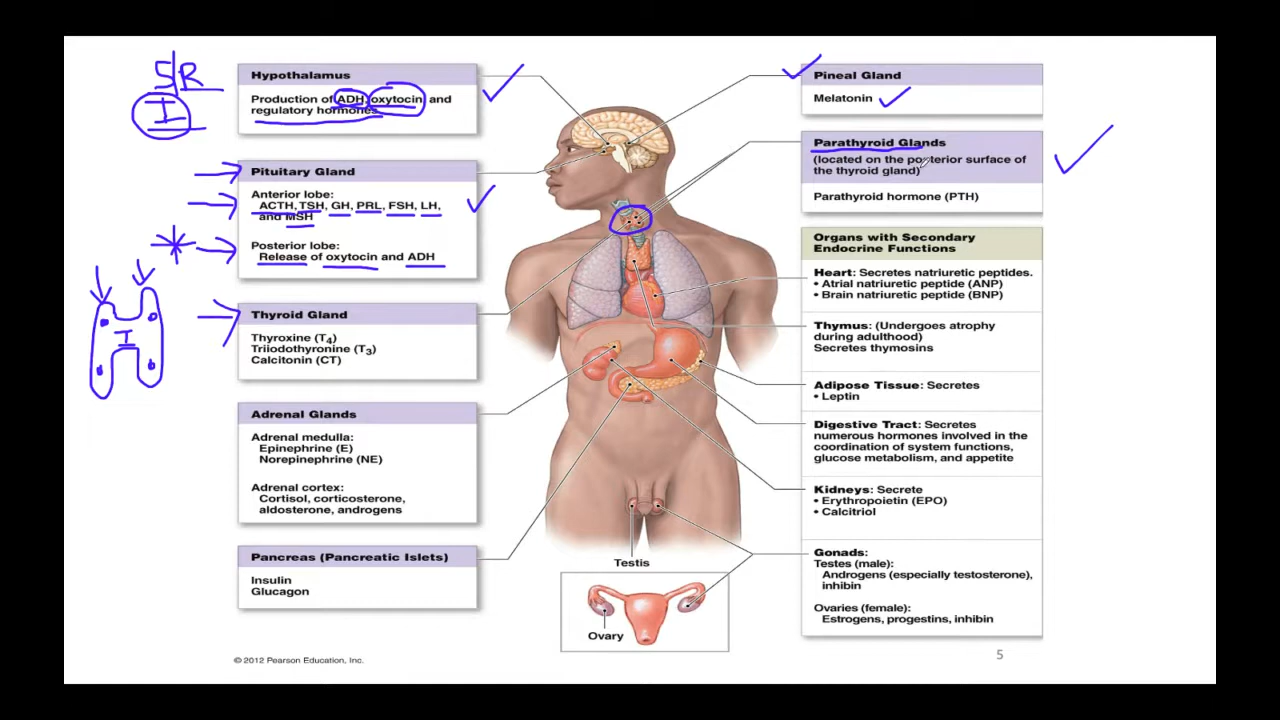 S R
I
Hypothalamus
Production of ADH, oxytocin and
regulatory hormones
Pituitary Gland
Anterior lobe:
ACTH, TSH, GH, PRL, FSH, LH,
and MSH
Posterior lobe:
Release of oxytocin and ADH
I
Thyroid Gland
Thyroxine (T4)
Triiodothyronine (T3)
Calcitonin (CT)
Adrenal Glands
Adrenal medulla:
Epinephrine (E)
Norepinephrine (NE)
Adrenal cortex:
Cortisol, corticosterone,
aldosterone, androgens
Pancreas (Pancreatic Islets)
Insulin
Glucagon
© 2012 Pearson Education, Inc.
Testis
Ovary
Pineal Gland
Melatonin
Parathyroid Glands
(located on the posterior surface of
the thyroid gland)
Parathyroid hormone (PTH)
Organs with Secondary
Endocrine Functions
Heart: Secretes natriuretic peptides.
• Atrial natriuretic peptide (ANP)
• Brain natriuretic peptide (BNP)
Thymus: (Undergoes atrophy
during adulthood)
Secretes thymosins
Adipose Tissue: Secretes
• Leptin
Digestive Tract: Secretes
numerous hormones involved in the
coordination of system functions,
glucose metabolism, and appetite
Kidneys: Secrete
• Erythropoietin (EPO)
• Calcitriol
Gonads:
Testes (male):
Androgens (especially testosterone),
inhibin
Ovaries (female):
Estrogens, progestins, inhibin
5